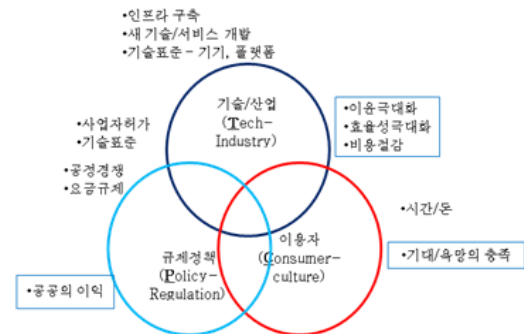 •인프라 구축
•새 기술/서비스 개발
•기술표준 – 기기, 플랫폼
기술/산업
(Tech-
Industry)
•이윤극대화
•효율성극대화
•비용절감
•사업자허가
•기술표준
•공정경쟁
•요금규제
•시간/돈
이용자
(Consumer-
culture)
•기대/욕망의 충족
규제정책
(Policy-
Regulation)
•공공의 이익